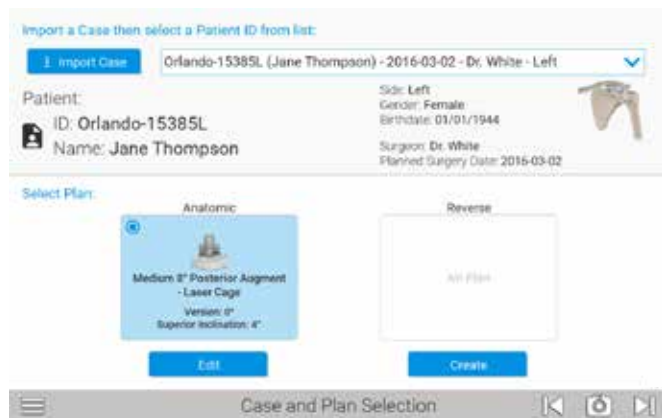 Import a Case then select a Patient ID from list:
Import Case
Orlando-15385L (Jane Thompson) - 2016-03-02 - Dr. White - Left
Patient:
ID: Orlando-15385L
Name: Jane Thompson
Side: Left
Gender: Female
Birthdate: 01/01/1944
Surgeon: Dr. White
Planned Surgery Date: 2016-03-02
Select Plan:
Anatomic
Reverse
Medium 8° Posterior Augment
- Laser Cage
Version: 0°
Superior Inclination: 4°
No Plan
Edit
Create
Case and Plan Selection